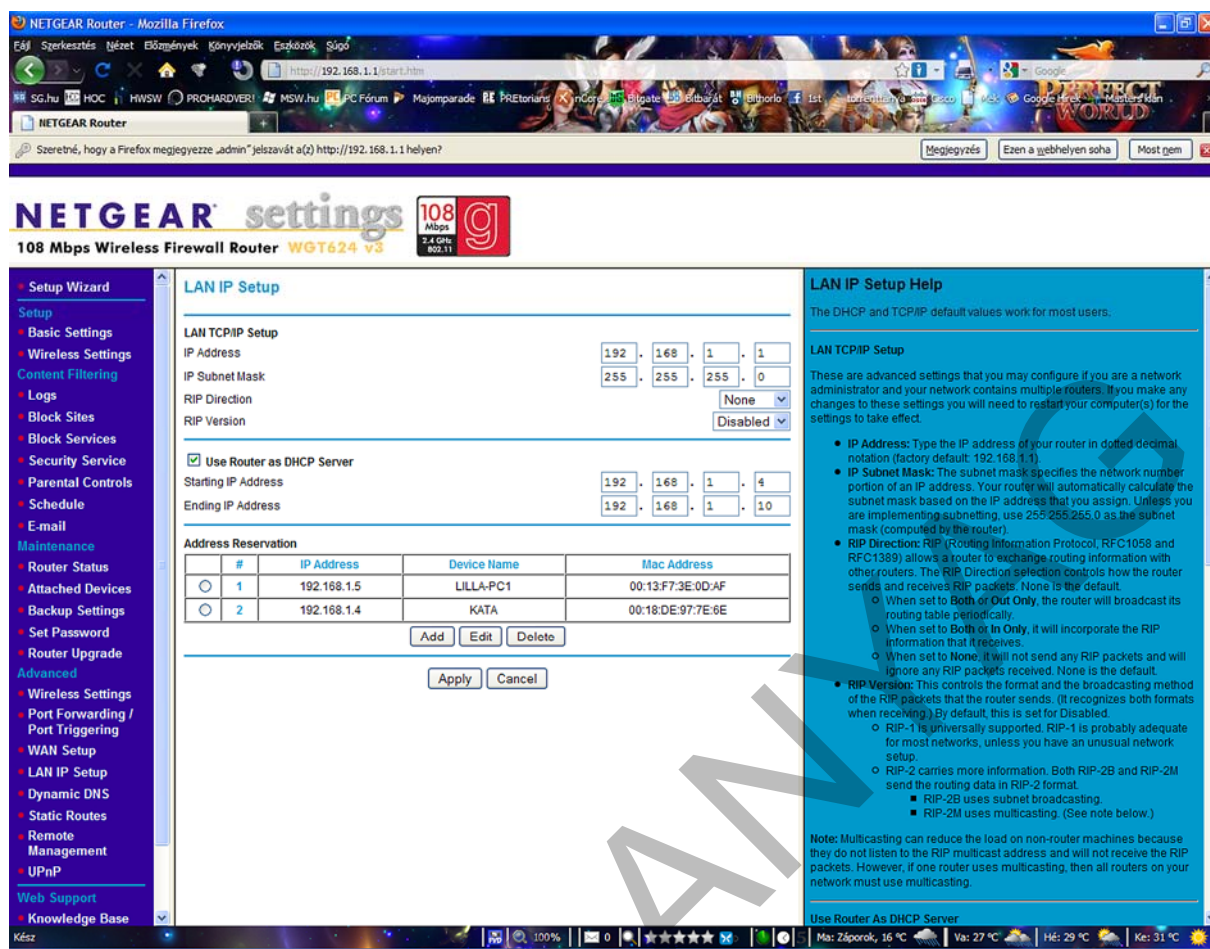 NETGEAR Router - Mozilla Firefox
Fájl Szerkesztés Nézet Előzmények Könyvjelzők Eszközök Súgó
http://192.168.1.1/start.htm
Google
SG.hu HOC HWSW PROHARDVER! MSW.hu PC Fórum Majomparade PREtorians nCore Bitgate Bitbarát Bithorlo 1st torrenttanya Cisco Mek Google Hírek Masters klán
PERFECT WORLD
NETGEAR Router
Szeretné, hogy a Firefox megjegyezze „admin” jelszavát a(z) http://192.168.1.1 helyen?
Megjegyzés Ezen a webhelyen soha Most nem
NETGEAR settings
108 Mbps 2.4 GHz 802.11 g
108 Mbps Wireless Firewall Router WGT624 v3
Setup Wizard
Setup
Basic Settings
Wireless Settings
Content Filtering
Logs
Block Sites
Block Services
Security Service
Parental Controls
Schedule
E-mail
Maintenance
Router Status
Attached Devices
Backup Settings
Set Password
Router Upgrade
Advanced
Wireless Settings
Port Forwarding /
Port Triggering
WAN Setup
LAN IP Setup
Dynamic DNS
Static Routes
Remote
Management
UPnP
Web Support
Knowledge Base
LAN IP Setup
LAN TCP/IP Setup
IP Address 192 . 168 . 1 . 1
IP Subnet Mask 255 . 255 . 255 . 0
RIP Direction None
RIP Version Disabled
Use Router as DHCP Server
Starting IP Address 192 . 168 . 1 . 4
Ending IP Address 192 . 168 . 1 . 10
Address Reservation
# IP Address Device Name Mac Address
1 192.168.1.5 LILLA-PC1 00:13:F7:3E:0D:AF
2 192.168.1.4 KATA 00:18:DE:97:7E:6E
Add Edit Delete
Apply Cancel
LAN IP Setup Help
The DHCP and TCP/IP default values work for most users.
LAN TCP/IP Setup
These are advanced settings that you may configure if you are a network
administrator and your network contains multiple routers. If you make any
changes to these settings you will need to restart your computer(s) for the
settings to take effect.
IP Address: Type the IP address of your router in dotted decimal
notation (factory default: 192.168.1.1).
IP Subnet Mask: The subnet mask specifies the network number
portion of an IP address. Your router will automatically calculate the
subnet mask based on the IP address that you assign. Unless you
are implementing subnetting, use 255.255.255.0 as the subnet
mask (computed by the router).
RIP Direction: RIP (Routing Information Protocol, RFC1058 and
RFC1389) allows a router to exchange routing information with
other routers. The RIP Direction selection controls how the router
sends and receives RIP packets. None is the default.
When set to Both or Out Only, the router will broadcast its
routing table periodically.
When set to Both or In Only, it will incorporate the RIP
information that it receives.
When set to None, it will not send any RIP packets and will
ignore any RIP packets received. None is the default.
RIP Version: This controls the format and the broadcasting method
of the RIP packets that the router sends. (It recognizes both formats
when receiving.) By default, this is set for Disabled.
RIP-1 is universally supported. RIP-1 is probably adequate
for most networks, unless you have an unusual network
setup.
RIP-2 carries more information. Both RIP-2B and RIP-2M
send the routing data in RIP-2 format.
RIP-2B uses subnet broadcasting.
RIP-2M uses multicasting. (See note below.)
Note: Multicasting can reduce the load on non-router machines because
they do not listen to the RIP multicast address and will not receive the RIP
packets. However, if one router uses multicasting, then all routers on your
network must use multicasting.
Use Router As DHCP Server
Kész 100% 0 Ma: Záporok, 16 °C Va: 27 °C Hé: 29 °C Ke: 31 °C